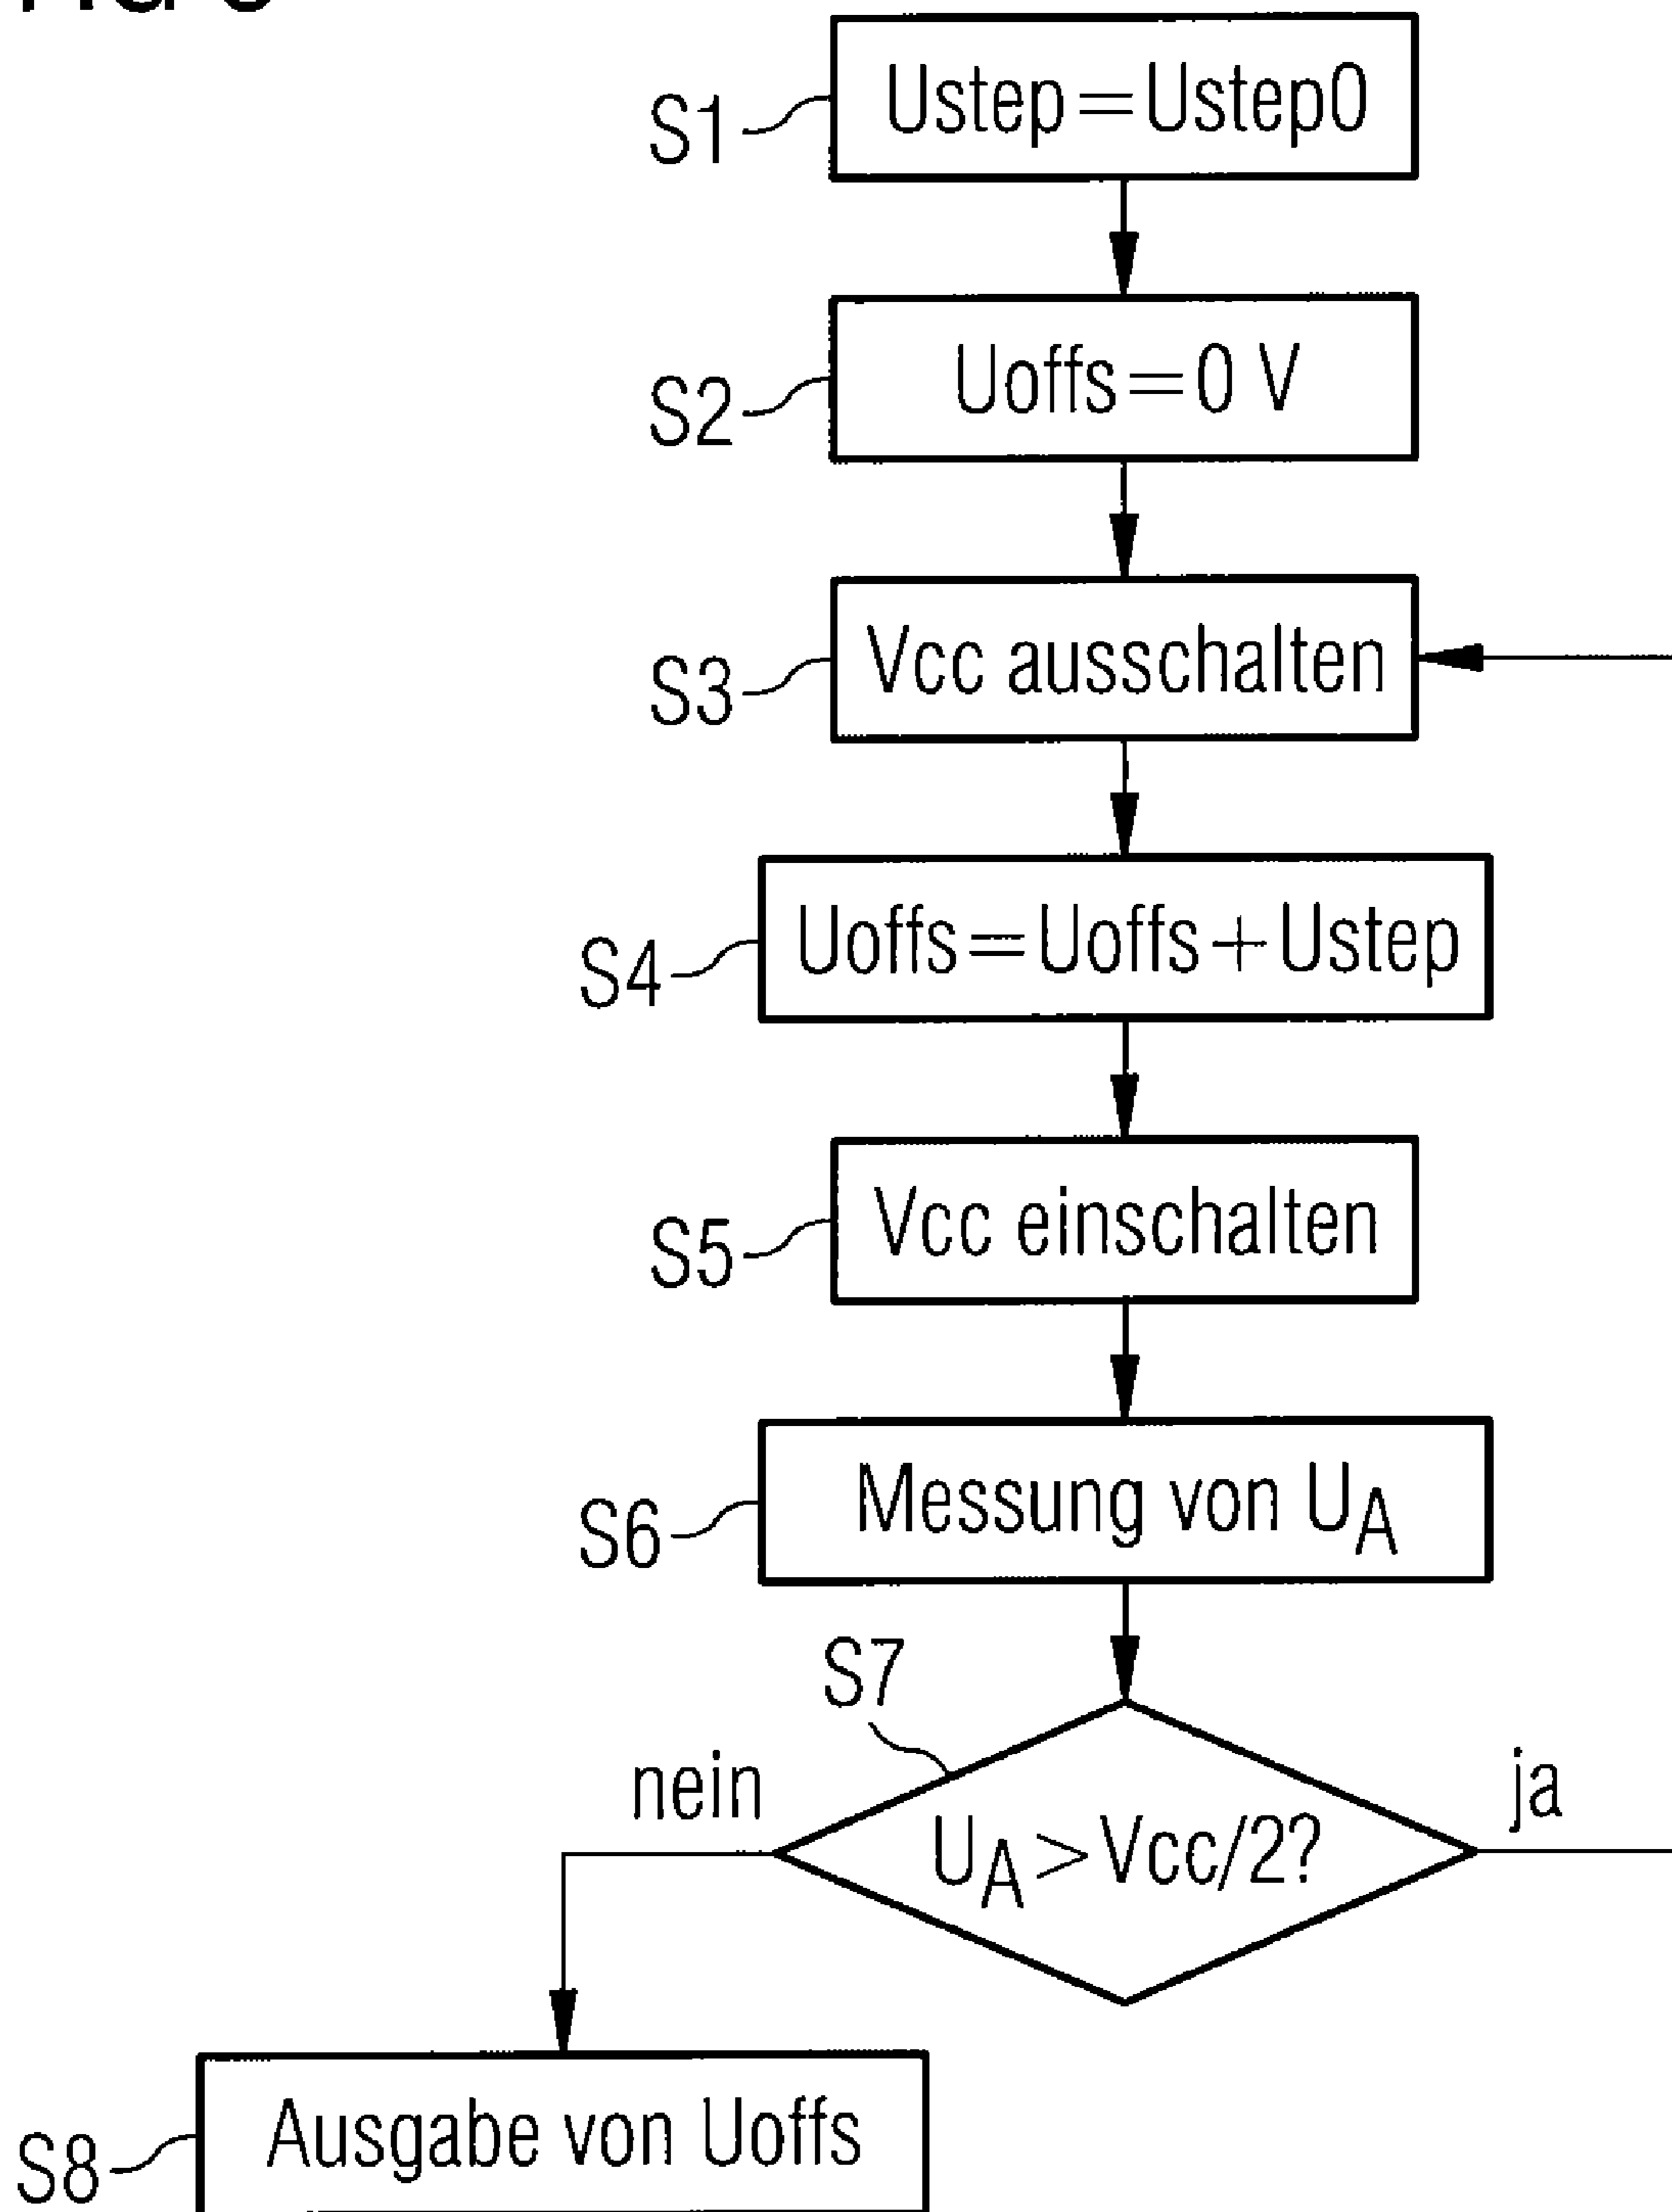 S1
Ustep=Ustep0
S2
Uoffs=0 V
S3
Vcc ausschalten
S4
Uoffs=Uoffs+Ustep
S5
Vcc einschalten
S6
Messung von UA
S7
nein
ja
UA>Vcc/2?
S8
Ausgabe von Uoffs